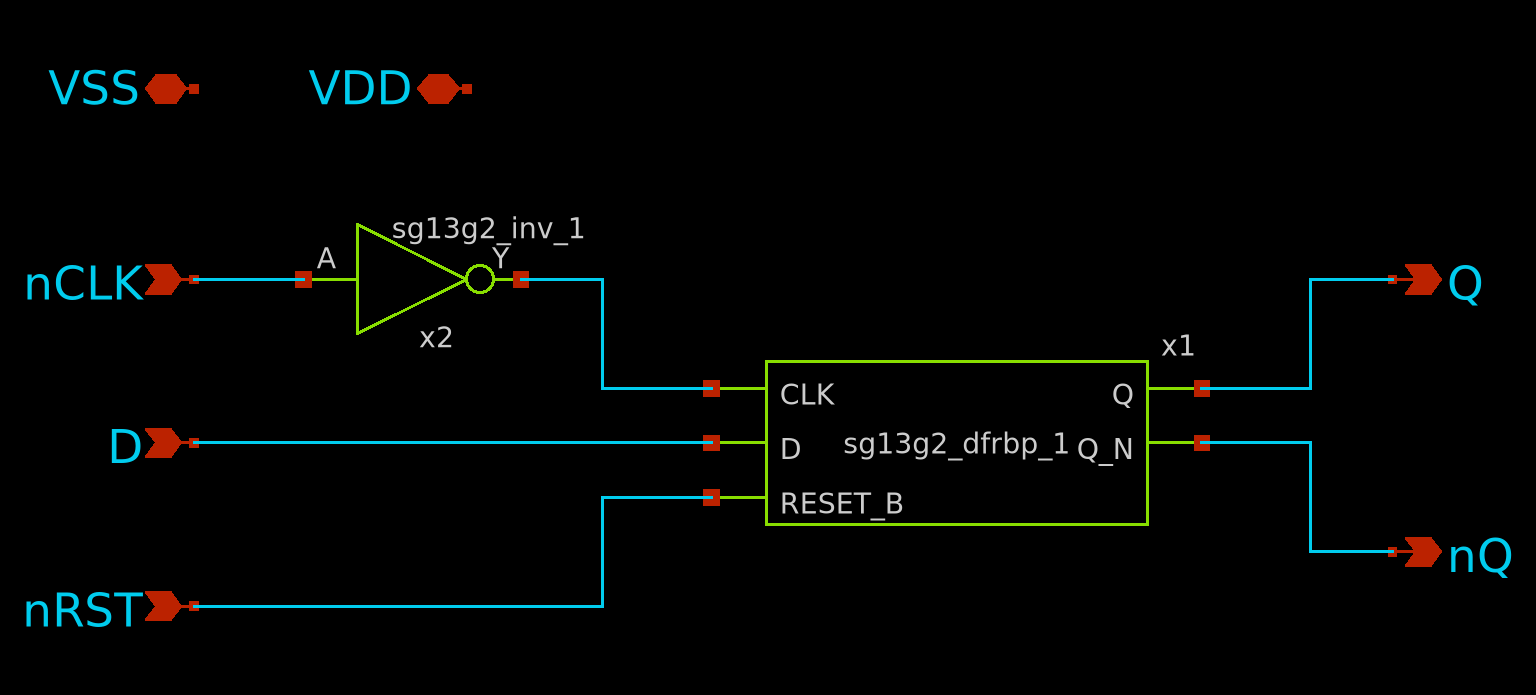 VSS
VDD
sg13g2_inv_1
A
Y
nCLK
Q
x2
x1
CLK
Q
D
D
sg13g2_dfrbp_1
Q_N
RESET_B
nQ
nRST